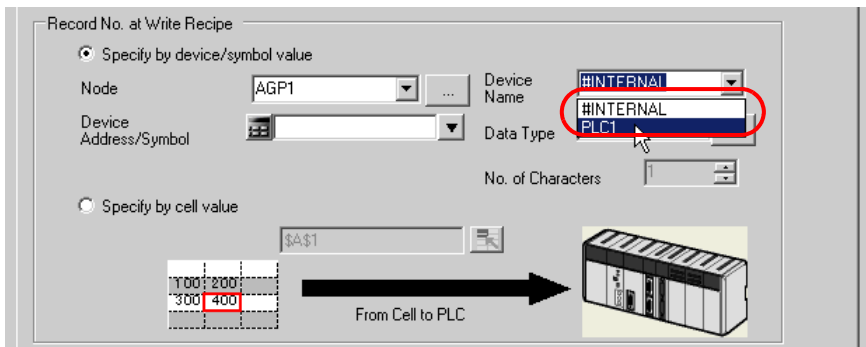 Record No. at Write Recipe
Specify by device/symbol value
Node
AGP1
...
Device
Name
#INTERNAL
#INTERNAL
PLC1
Device
Address/Symbol
Data Type
No. of Characters
1
Specify by cell value
$A$1
100 200
300 400
From Cell to PLC